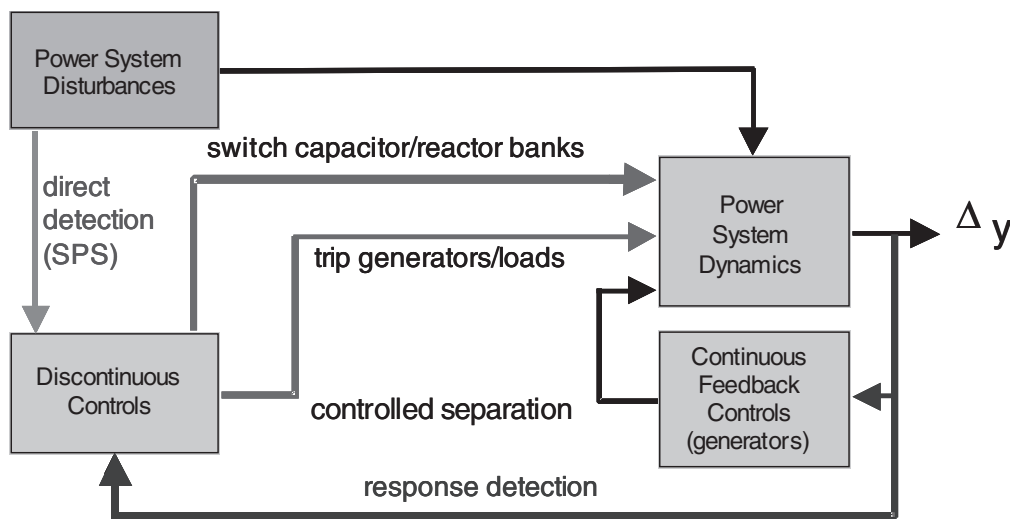 Power System
Disturbances
switch capacitor/reactor banks
direct
detection
(SPS)
Power
System
Dynamics
Δ y
trip generators/loads
Discontinuous
Controls
Continuous
Feedback
Controls
(generators)
controlled separation
response detection